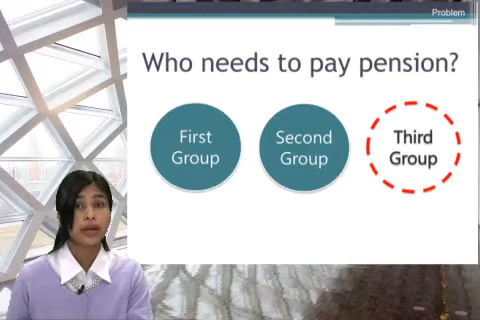 Problem
Who needs to pay pension?
First
Group
Second
Group
Third
Group